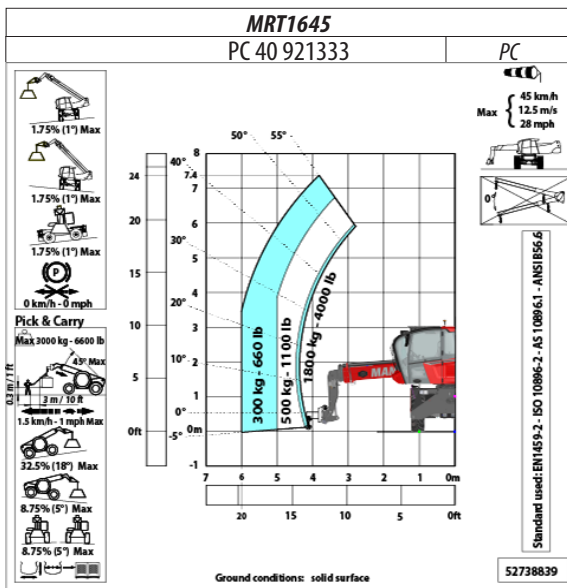 MRT1645
PC 40 921333
PC
1.75% (1°) Max
1.75% (1°) Max
1.75% (1°) Max
P
0 km/h - 0 mph
Pick & Carry
Max 3000 kg - 6600 lb
45° Max
0.3 m / 1 ft
3 m / 10 ft
1.5 km/h - 1 mph Max
32.5% (18°) Max
8.75% (5°) Max
8.75% (5°) Max
50°
55°
40°
30°
20°
10°
0°
-5°
24
20
15
10
5
0ft
8
7.4
7
6
5
4
3
2
1
0m
-1
300 kg - 660 lb
500 kg - 1100 lb
1800 kg - 4000 lb
MAN
7
6
5
4
3
2
1
0m
20
15
10
5
0ft
Ground conditions: solid surface
Max
45 km/h
12.5 m/s
28 mph
0°
Standard used: EN1459-2 - ISO 10896-2 - AS 10896.1 - ANSI B56.6
52738839